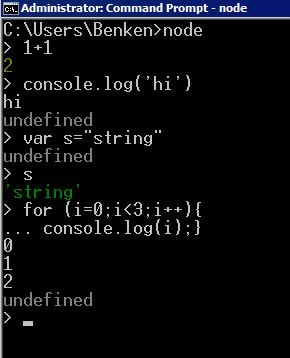 Administrator: Command Prompt - node
C:\Users\Benken>node
> 1+1
2
> console.log('hi')
hi
undefined
> var s="string"
undefined
> s
'string'
> for (i=0;i<3;i++){
... console.log(i);}
0
1
2
undefined
>